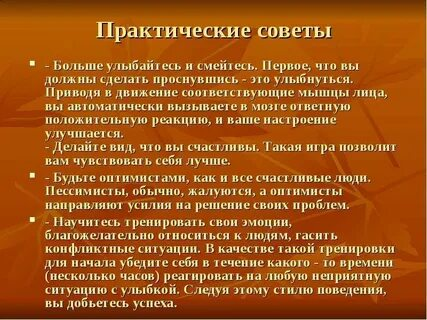 Практические советы
- Больше улыбайтесь и смейтесь. Первое, что вы
должны сделать проснувшись - это улыбнуться.
Приводя в движение соответствующие мышцы лица,
вы автоматически вызываете в мозге ответную
положительную реакцию, и ваше настроение
улучшается.
- Делайте вид, что вы счастливы. Такая игра позволит
вам чувствовать себя лучше.
- Будьте оптимистами, как и все счастливые люди.
Пессимисты, обычно, жалуются, а оптимисты
направляют усилия на решение своих проблем.
- Научитесь тренировать свои эмоции,
благожелательно относиться к людям, гасить
конфликтные ситуации. В качестве такой тренировки
для начала убедите себя в течение какого - то времени
(несколько часов) реагировать на любую неприятную
ситуацию с улыбкой. Следуя этому стилю поведения,
вы добьетесь успеха.